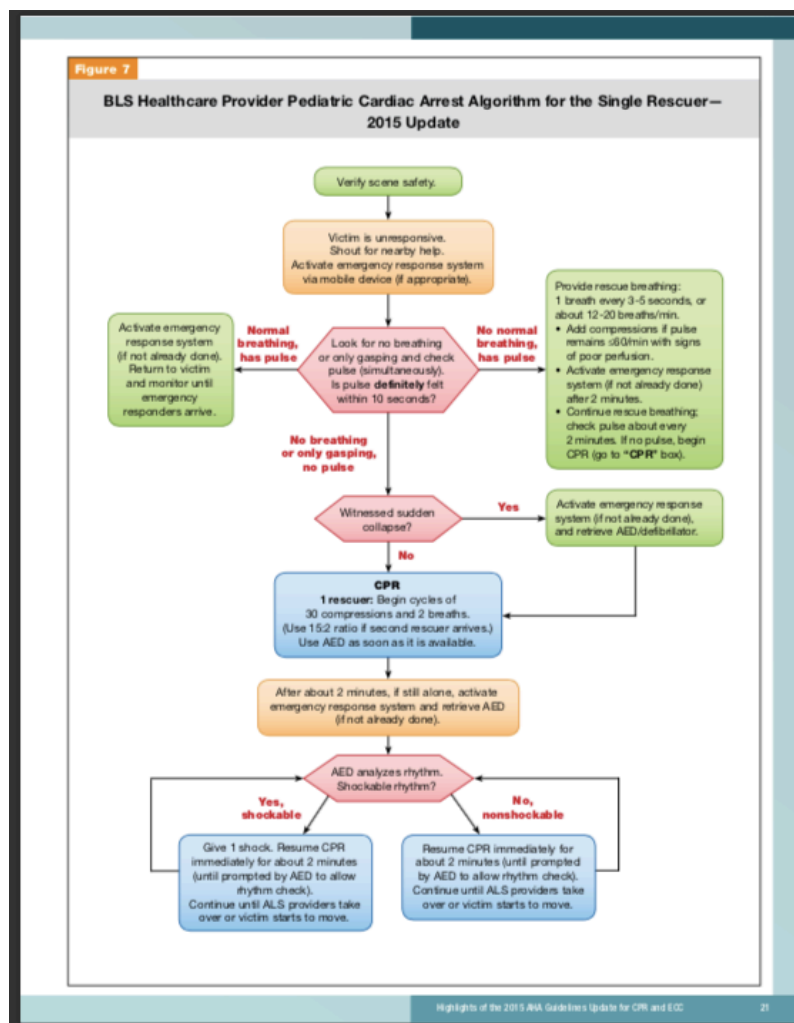 Figure 7
BLS Healthcare Provider Pediatric Cardiac Arrest Algorithm for the Single Rescuer—
2015 Update
Verify scene safety.
Victim is unresponsive.
Shout for nearby help.
Activate emergency response system
via mobile device (if appropriate).
Activate emergency
response system
(if not already done).
Return to victim
and monitor until
emergency
responders arrive.
Normal
breathing,
has pulse
Look for no breathing
or only gasping and check
pulse (simultaneously).
Is pulse definitely felt
within 10 seconds?
No normal
breathing,
has pulse
Provide rescue breathing:
1 breath every 3-5 seconds, or
about 12-20 breaths/min.
• Add compressions if pulse
remains ≤60/min with signs
of poor perfusion.
• Activate emergency response
system (if not already done)
after 2 minutes.
• Continue rescue breathing;
check pulse about every
2 minutes. If no pulse, begin
CPR (go to “CPR” box).
No breathing
or only gasping,
no pulse
Witnessed sudden
collapse?
Yes
Activate emergency response
system (if not already done),
and retrieve AED/defibrillator.
No
CPR
1 rescuer: Begin cycles of
30 compressions and 2 breaths.
(Use 15:2 ratio if second rescuer arrives.)
Use AED as soon as it is available.
After about 2 minutes, if still alone, activate
emergency response system and retrieve AED
(if not already done).
AED analyzes rhythm.
Shockable rhythm?
Yes,
shockable
No,
nonshockable
Give 1 shock. Resume CPR
immediately for about 2 minutes
(until prompted by AED to allow
rhythm check).
Continue until ALS providers take
over or victim starts to move.
Resume CPR immediately for
about 2 minutes (until prompted
by AED to allow rhythm check).
Continue until ALS providers take
over or victim starts to move.
Highlights of the 2015 AHA Guidelines Update for CPR and ECC 21